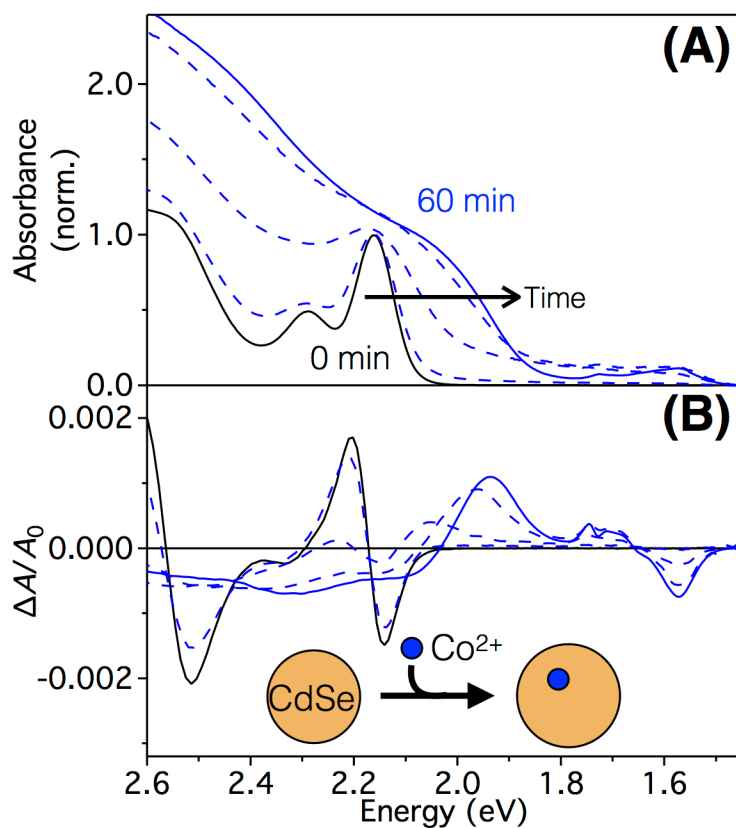 (A)
2.0
1.0
0.0
Absorbance
(norm.)
60 min
Time
0 min
(B)
0.002
0.000
-0.002
ΔA/A₀
Co²⁺
CdSe
2.6 2.4 2.2 2.0 1.8 1.6
Energy (eV)